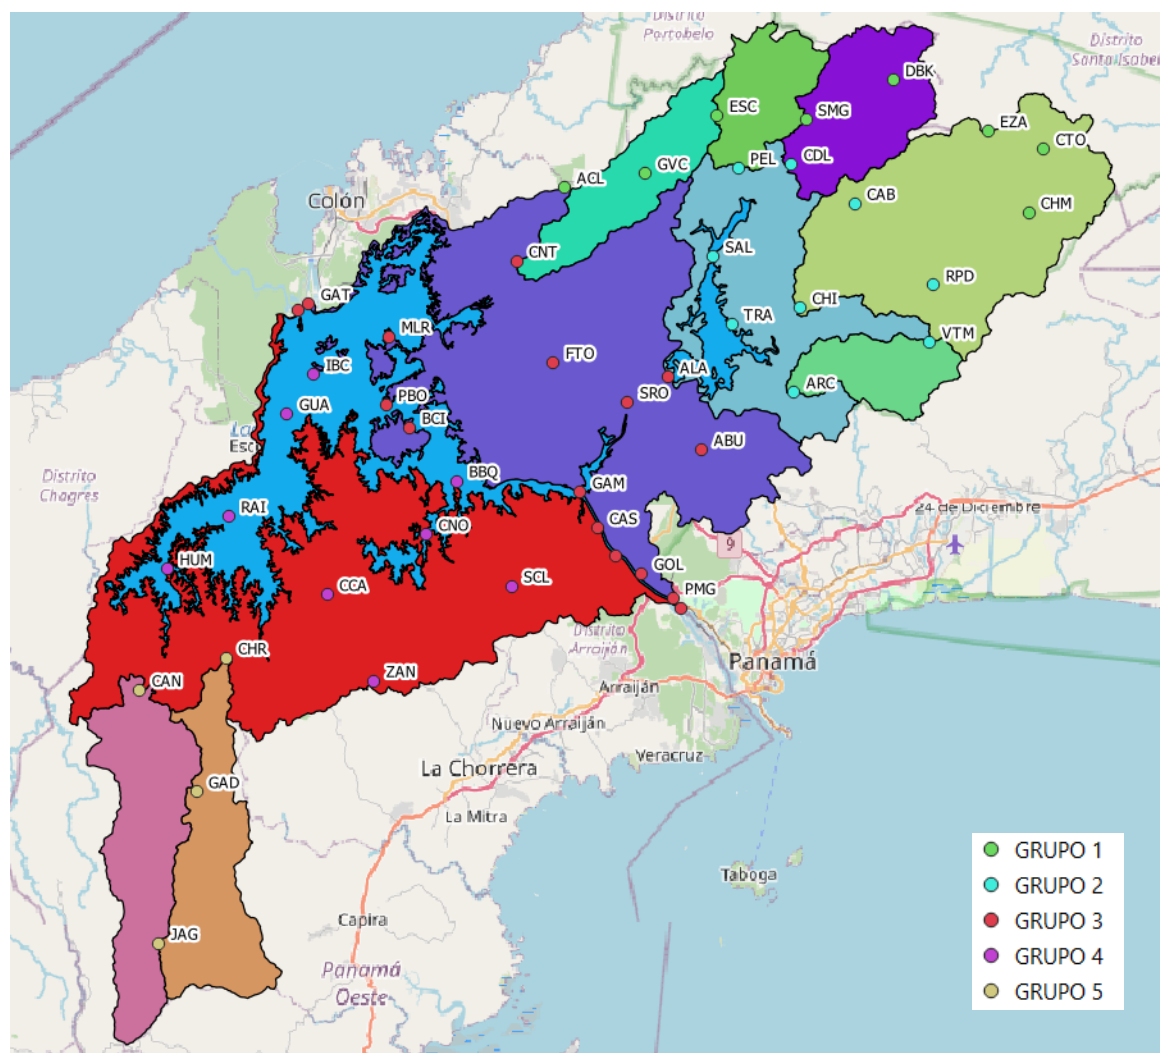 Distrito
Portobelo
Distrito
Santa Isabel
DBK
ESC
SMG
EZA
CTO
PEL
CDL
GVC
ACL
CAB
CHM
Colón
CNT
SAL
RPD
GAT
CHI
TRA
MLR
VTM
FTO
ALA
IBC
ARC
PBO
SRO
GUA
BCI
ABU
Esc
Distrito
Chagres
BBQ
GAM
24 de Diciembre
RAI
CAS
CNO
9
HUM
GOL
CCA
SCL
PMG
Distrito
Arraiján
CHR
Panamá
CAN
ZAN
Arraiján
Nuevo Arraiján
Veracruz
La Chorrera
GAD
La Mitra
Taboga
Capira
JAG
Panamá
Oeste
GRUPO 1
GRUPO 2
GRUPO 3
GRUPO 4
GRUPO 5